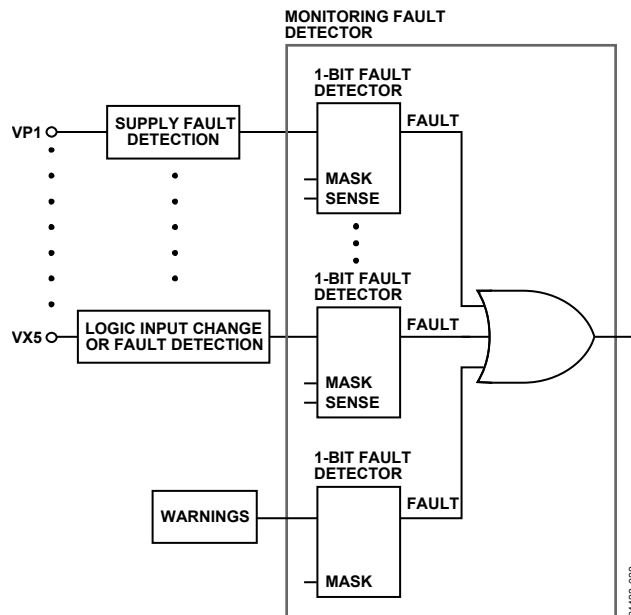 MONITORING FAULT
DETECTOR
1-BIT FAULT
DETECTOR
VP1
SUPPLY FAULT
DETECTION
FAULT
MASK
SENSE
1-BIT FAULT
DETECTOR
VX5
LOGIC INPUT CHANGE
OR FAULT DETECTION
FAULT
MASK
SENSE
1-BIT FAULT
DETECTOR
WARNINGS
FAULT
MASK